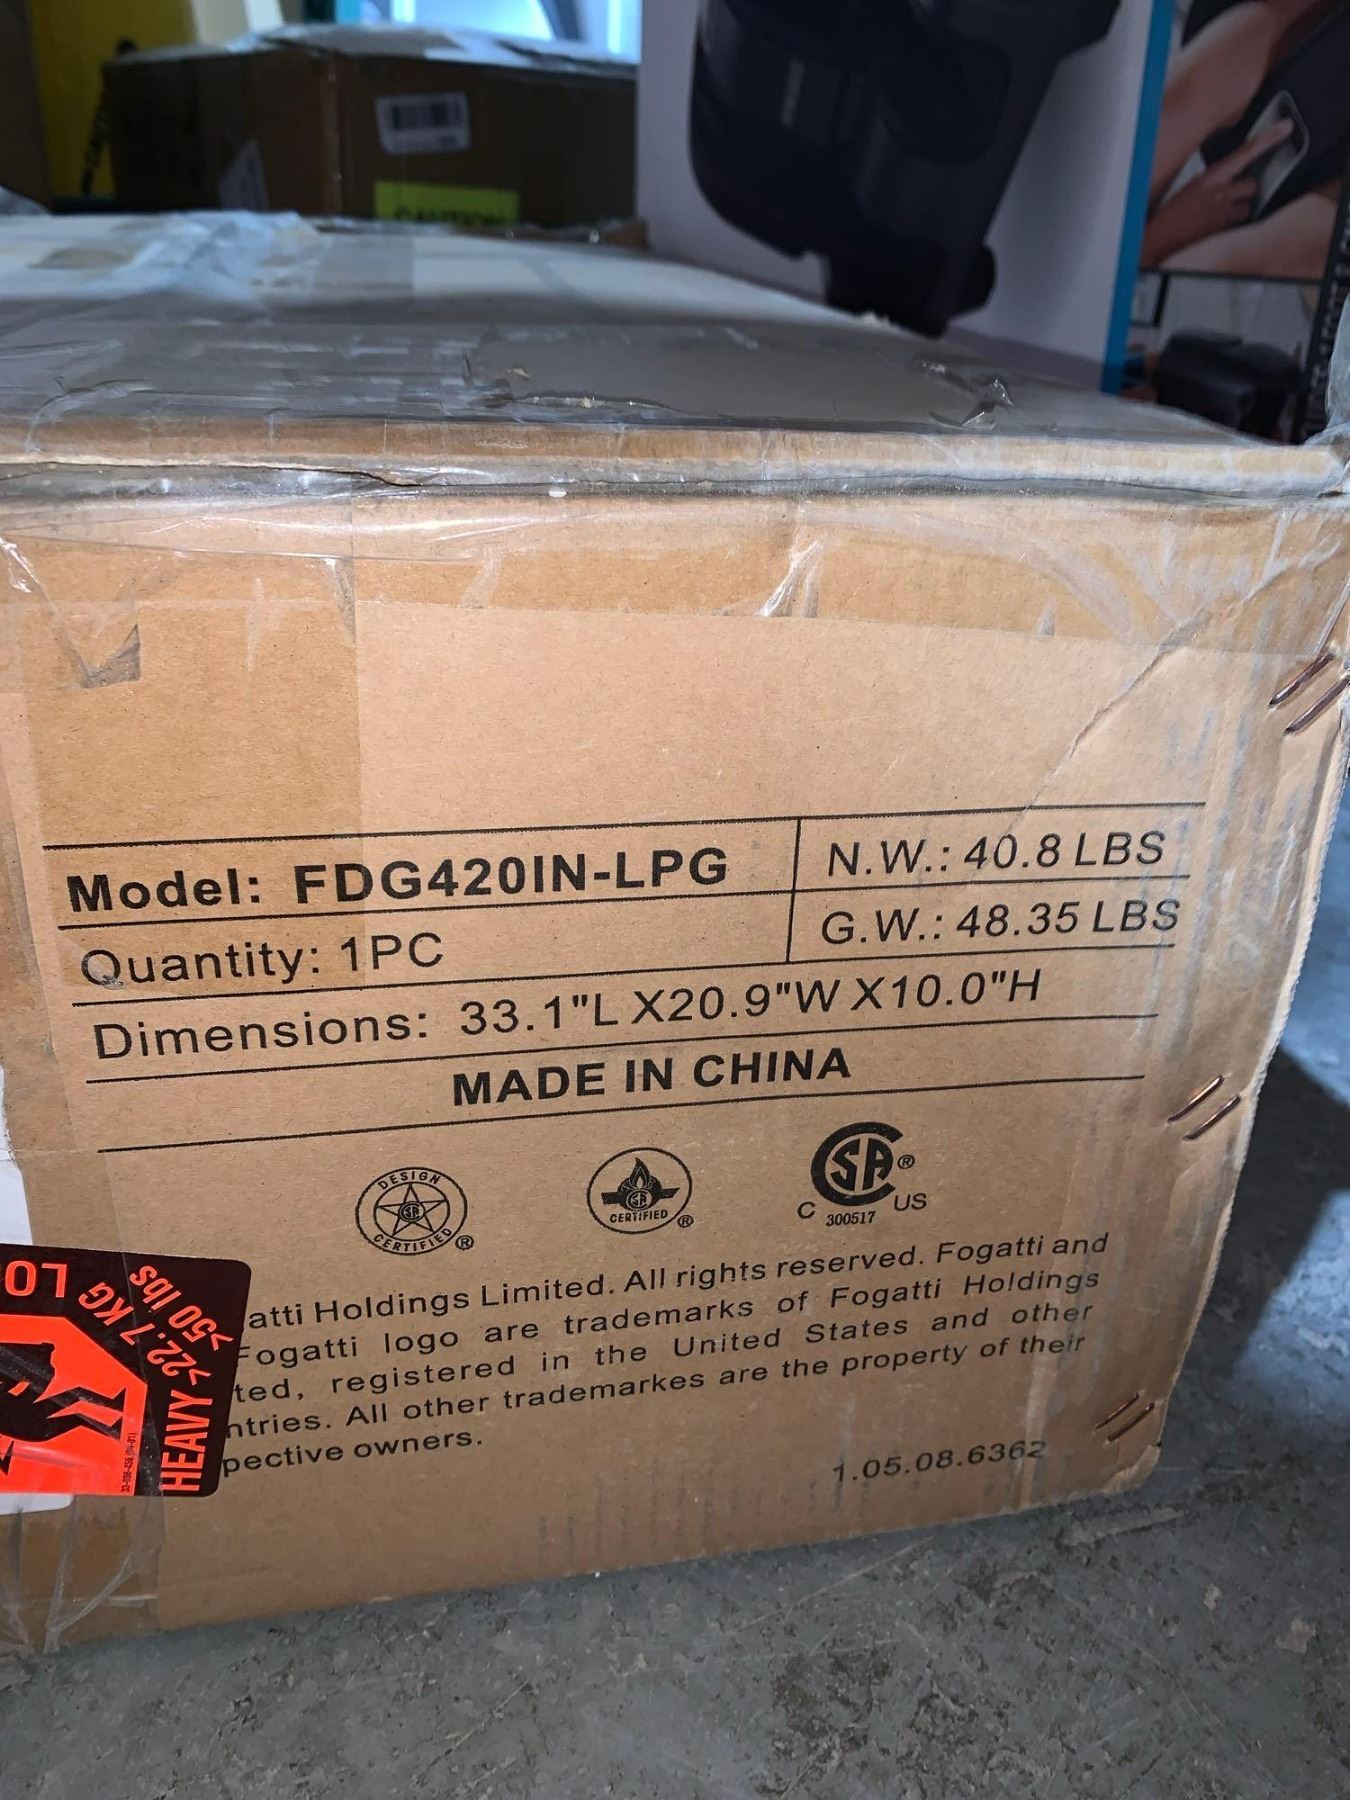 CAUTION
Model: FDG420IN-LPG
N.W.: 40.8 LBS
Quantity: 1PC
G.W.: 48.35 LBS
Dimensions: 33.1"L X20.9"W X10.0"H
MADE IN CHINA
DESIGN CERTIFIED ®
CERTIFIED ®
SA ®
C 300517 US
atti Holdings Limited. All rights reserved. Fogatti and
Fogatti logo are trademarks of Fogatti Holdings
ted, registered in the United States and other
ntries. All other trademarkes are the property of their
pective owners.
1.05.08.6362
HEAVY >22.7 KG
>50 lbs